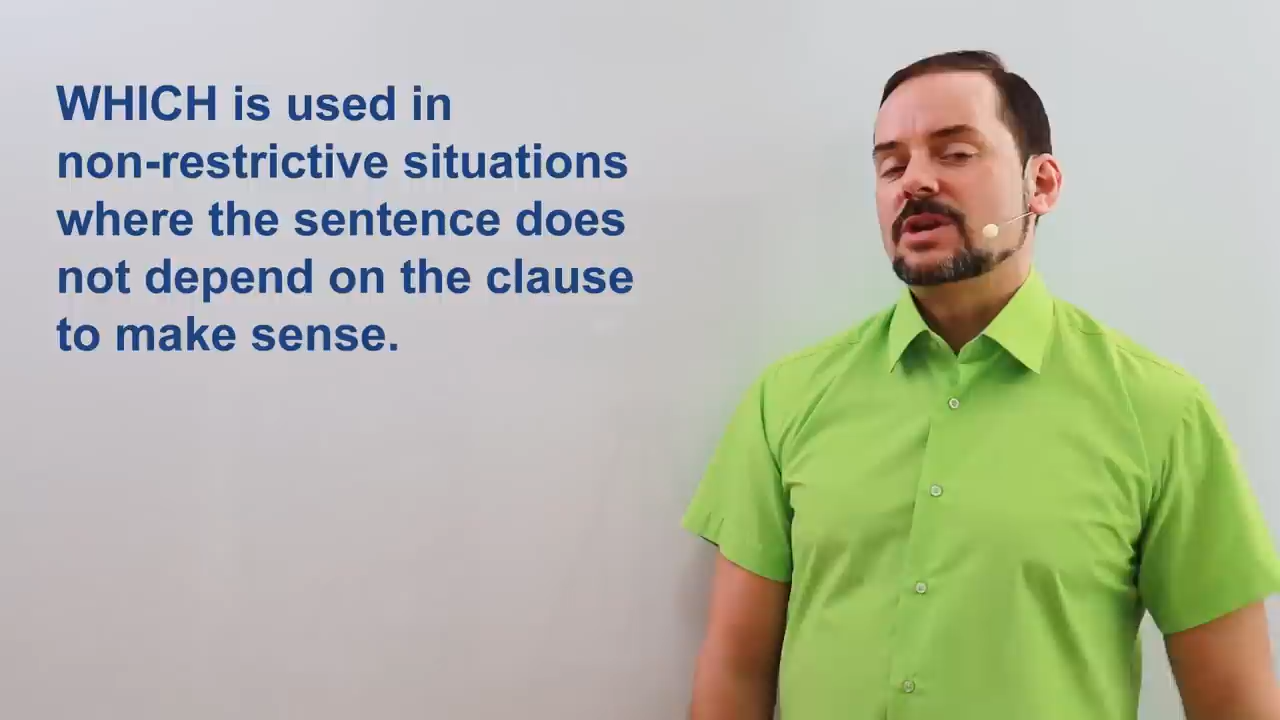 WHICH is used in
non-restrictive situations
where the sentence does
not depend on the clause
to make sense.